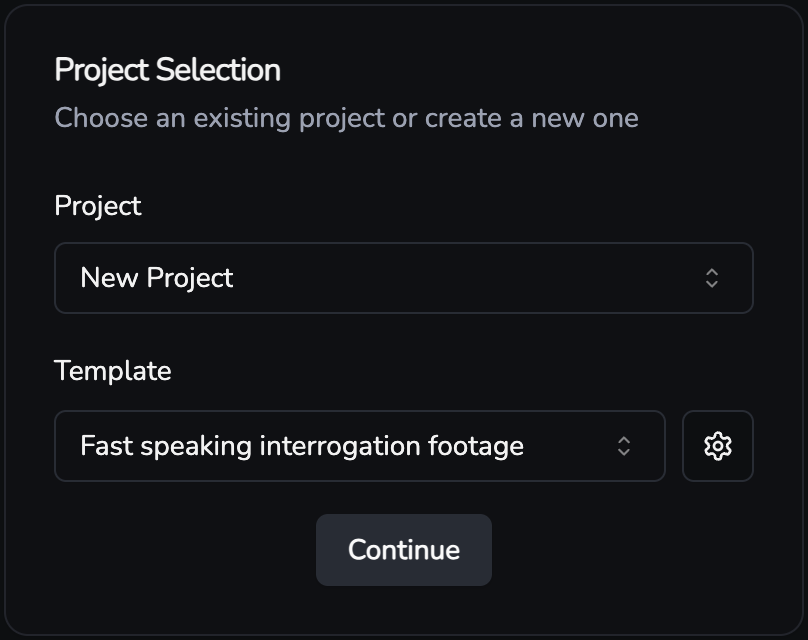 Project Selection
Choose an existing project or create a new one
Project
New Project
Template
Fast speaking interrogation footage
Continue